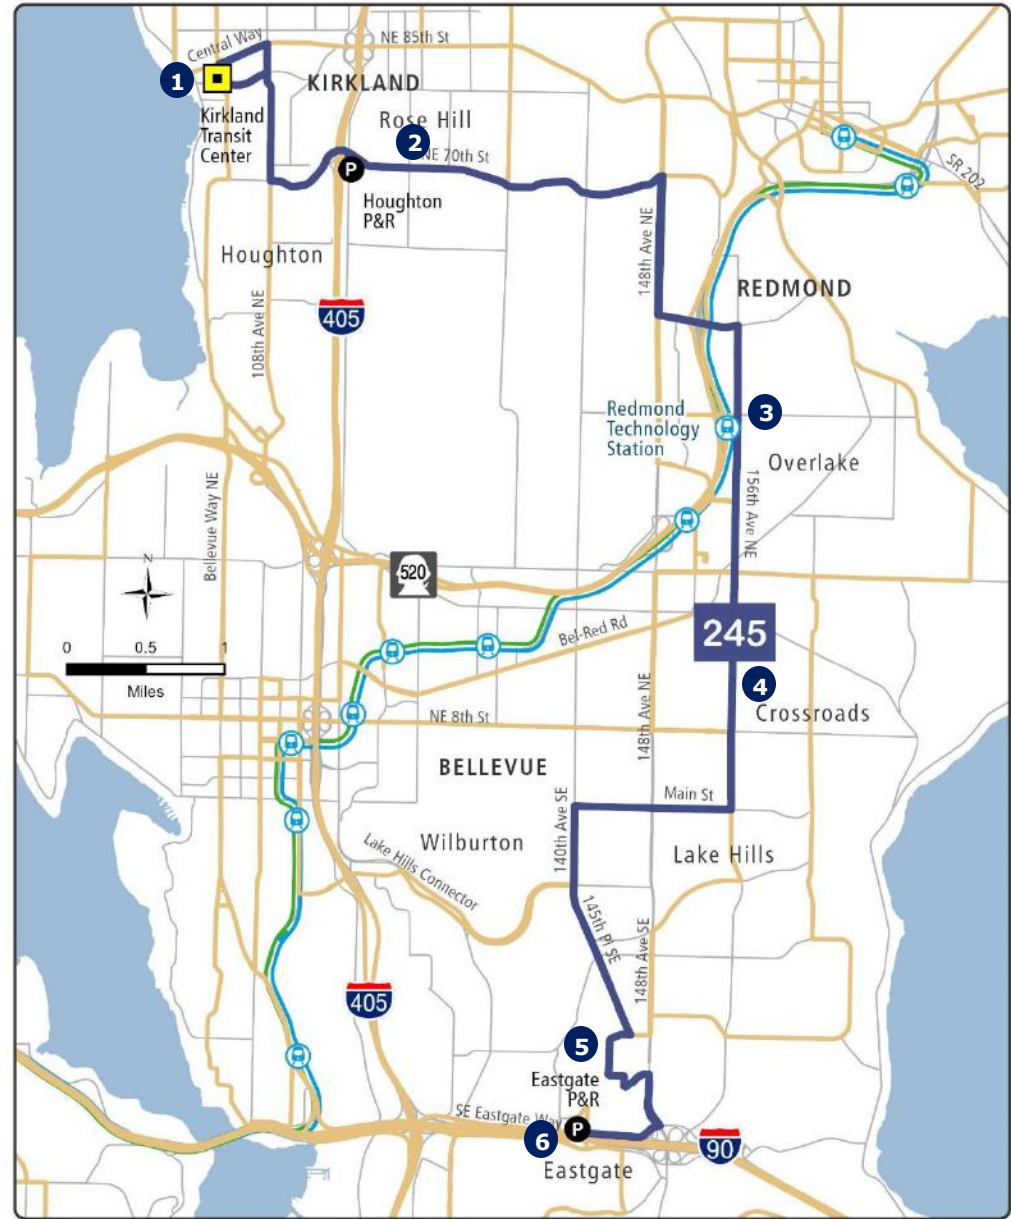 Central Way
NE 85th St
1
KIRKLAND
Kirkland
Transit
Center
Rose Hill
2
NE 70th St
P
Houghton
P&R
SR 202
Houghton
148th Ave NE
REDMOND
405
108th Ave NE
Redmond
Technology
Station
3
Overlake
156th Ave NE
Bellevue Way NE
N
520
0 0.5 1
Miles
Bel-Red Rd
245
4
Crossroads
148th Ave NE
NE 8th St
BELLEVUE
Main St
140th Ave SE
Wilburton
Lake Hills
Lake Hills Connector
145th Pl SE
148th Ave SE
405
5
Eastgate
P&R
SE Eastgate Way
P
6
90
Eastgate